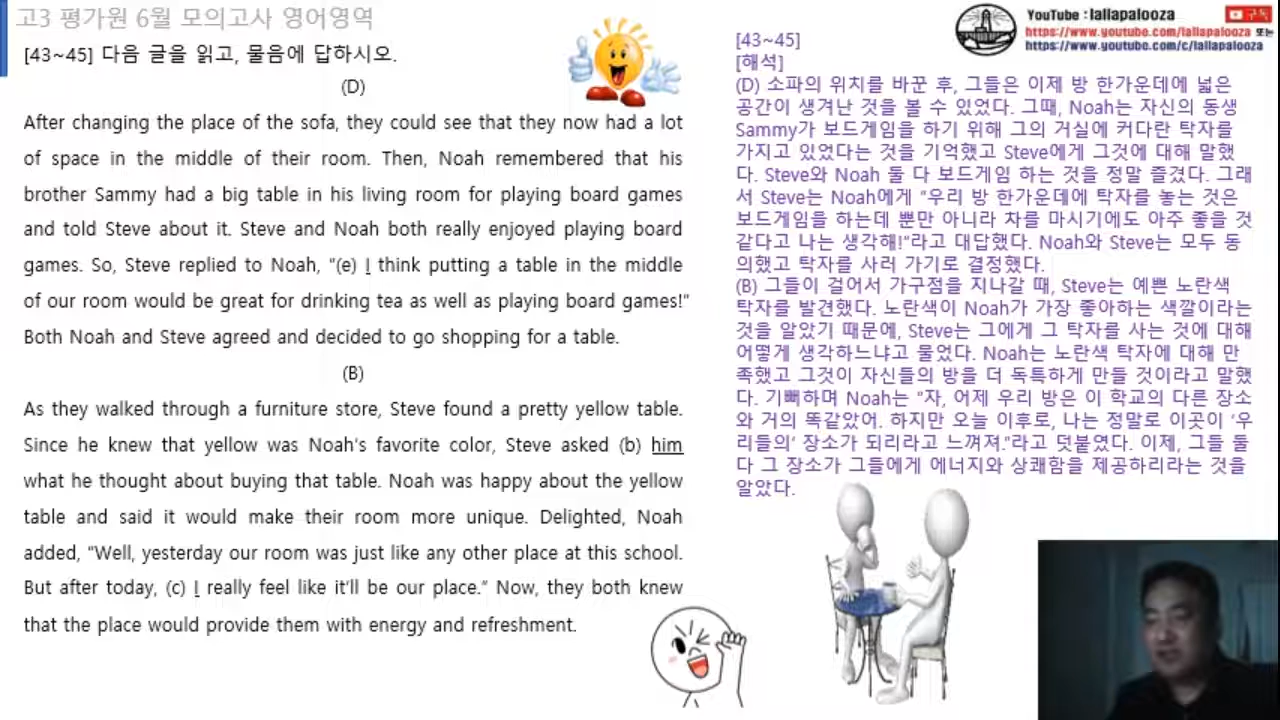 고3 평가원 6월 모의고사 영어영역
[43~45] 다음 글을 읽고, 물음에 답하시오.
(D)
After changing the place of the sofa, they could see that they now had a lot
of space in the middle of their room. Then, Noah remembered that his
brother Sammy had a big table in his living room for playing board games
and told Steve about it. Steve and Noah both really enjoyed playing board
games. So, Steve replied to Noah, "(e) I think putting a table in the middle
of our room would be great for drinking tea as well as playing board games!"
Both Noah and Steve agreed and decided to go shopping for a table.
(B)
As they walked through a furniture store, Steve found a pretty yellow table.
Since he knew that yellow was Noah's favorite color, Steve asked (b) him
what he thought about buying that table. Noah was happy about the yellow
table and said it would make their room more unique. Delighted, Noah
added, "Well, yesterday our room was just like any other place at this school.
But after today, (c) I really feel like it'll be our place." Now, they both knew
that the place would provide them with energy and refreshment.
YouTube : lallapalooza
구독
https://www.youtube.com/lallapalooza 또는
https://www.youtube.com/c/lallapalooza
[43~45]
[해석]
(D) 소파의 위치를 바꾼 후, 그들은 이제 방 한가운데에 넓은
공간이 생겨난 것을 볼 수 있었다. 그때, Noah는 자신의 동생
Sammy가 보드게임을 하기 위해 그의 거실에 커다란 탁자를
가지고 있었다는 것을 기억했고 Steve에게 그것에 대해 말했
다. Steve와 Noah 둘 다 보드게임 하는 것을 정말 즐겼다. 그래
서 Steve는 Noah에게 "우리 방 한가운데에 탁자를 놓는 것은
보드게임을 하는데 뿐만 아니라 차를 마시기에도 아주 좋을 것
같다고 나는 생각해!"라고 대답했다. Noah와 Steve는 모두 동
의했고 탁자를 사러 가기로 결정했다.
(B) 그들이 걸어서 가구점을 지나갈 때, Steve는 예쁜 노란색
탁자를 발견했다. 노란색이 Noah가 가장 좋아하는 색깔이라는
것을 알았기 때문에, Steve는 그에게 그 탁자를 사는 것에 대해
어떻게 생각하느냐고 물었다. Noah는 노란색 탁자에 대해 만
족했고 그것이 자신들의 방을 더 독특하게 만들 것이라고 말했
다. 기뻐하며 Noah는 "자, 어제 우리 방은 이 학교의 다른 장소
와 거의 똑같았어. 하지만 오늘 이후로, 나는 정말로 이곳이 '우
리들의' 장소가 되리라고 느껴져."라고 덧붙였다. 이제, 그들 둘
다 그 장소가 그들에게 에너지와 상쾌함을 제공하리라는 것을
알았다.